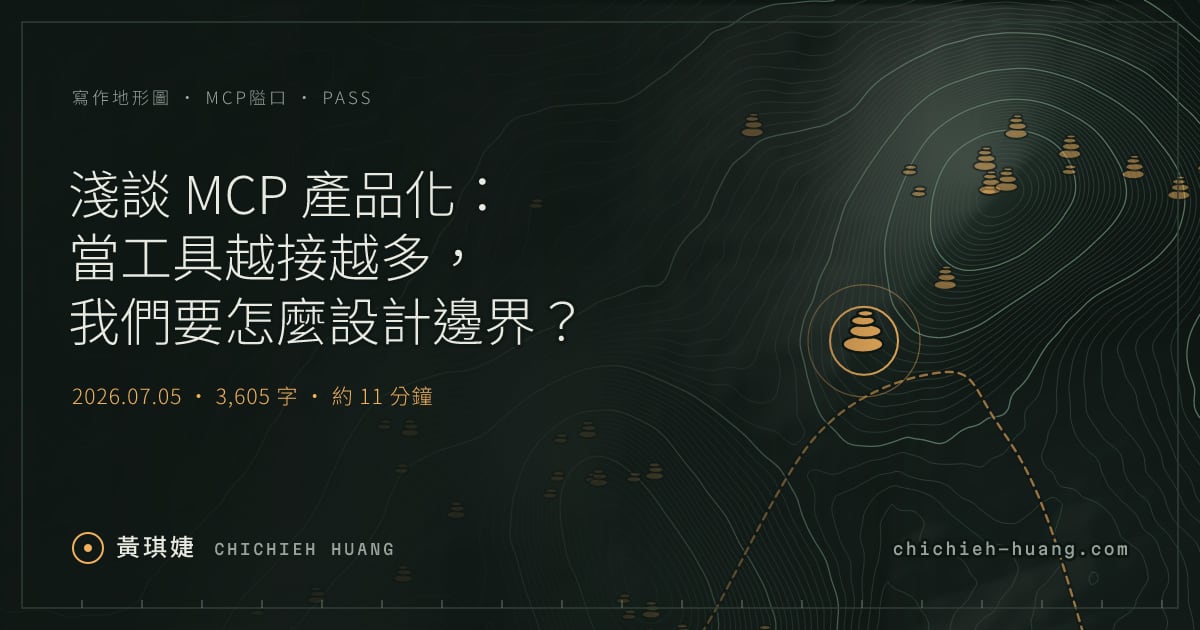 寫作地形圖 · MCP隘口 · PASS
淺談 MCP 產品化：
當工具越接越多，
我們要怎麼設計邊界？
2026.07.05 · 3,605 字 · 約 11 分鐘
黃琪婕 CHICHIEH HUANG
chichieh-huang.com